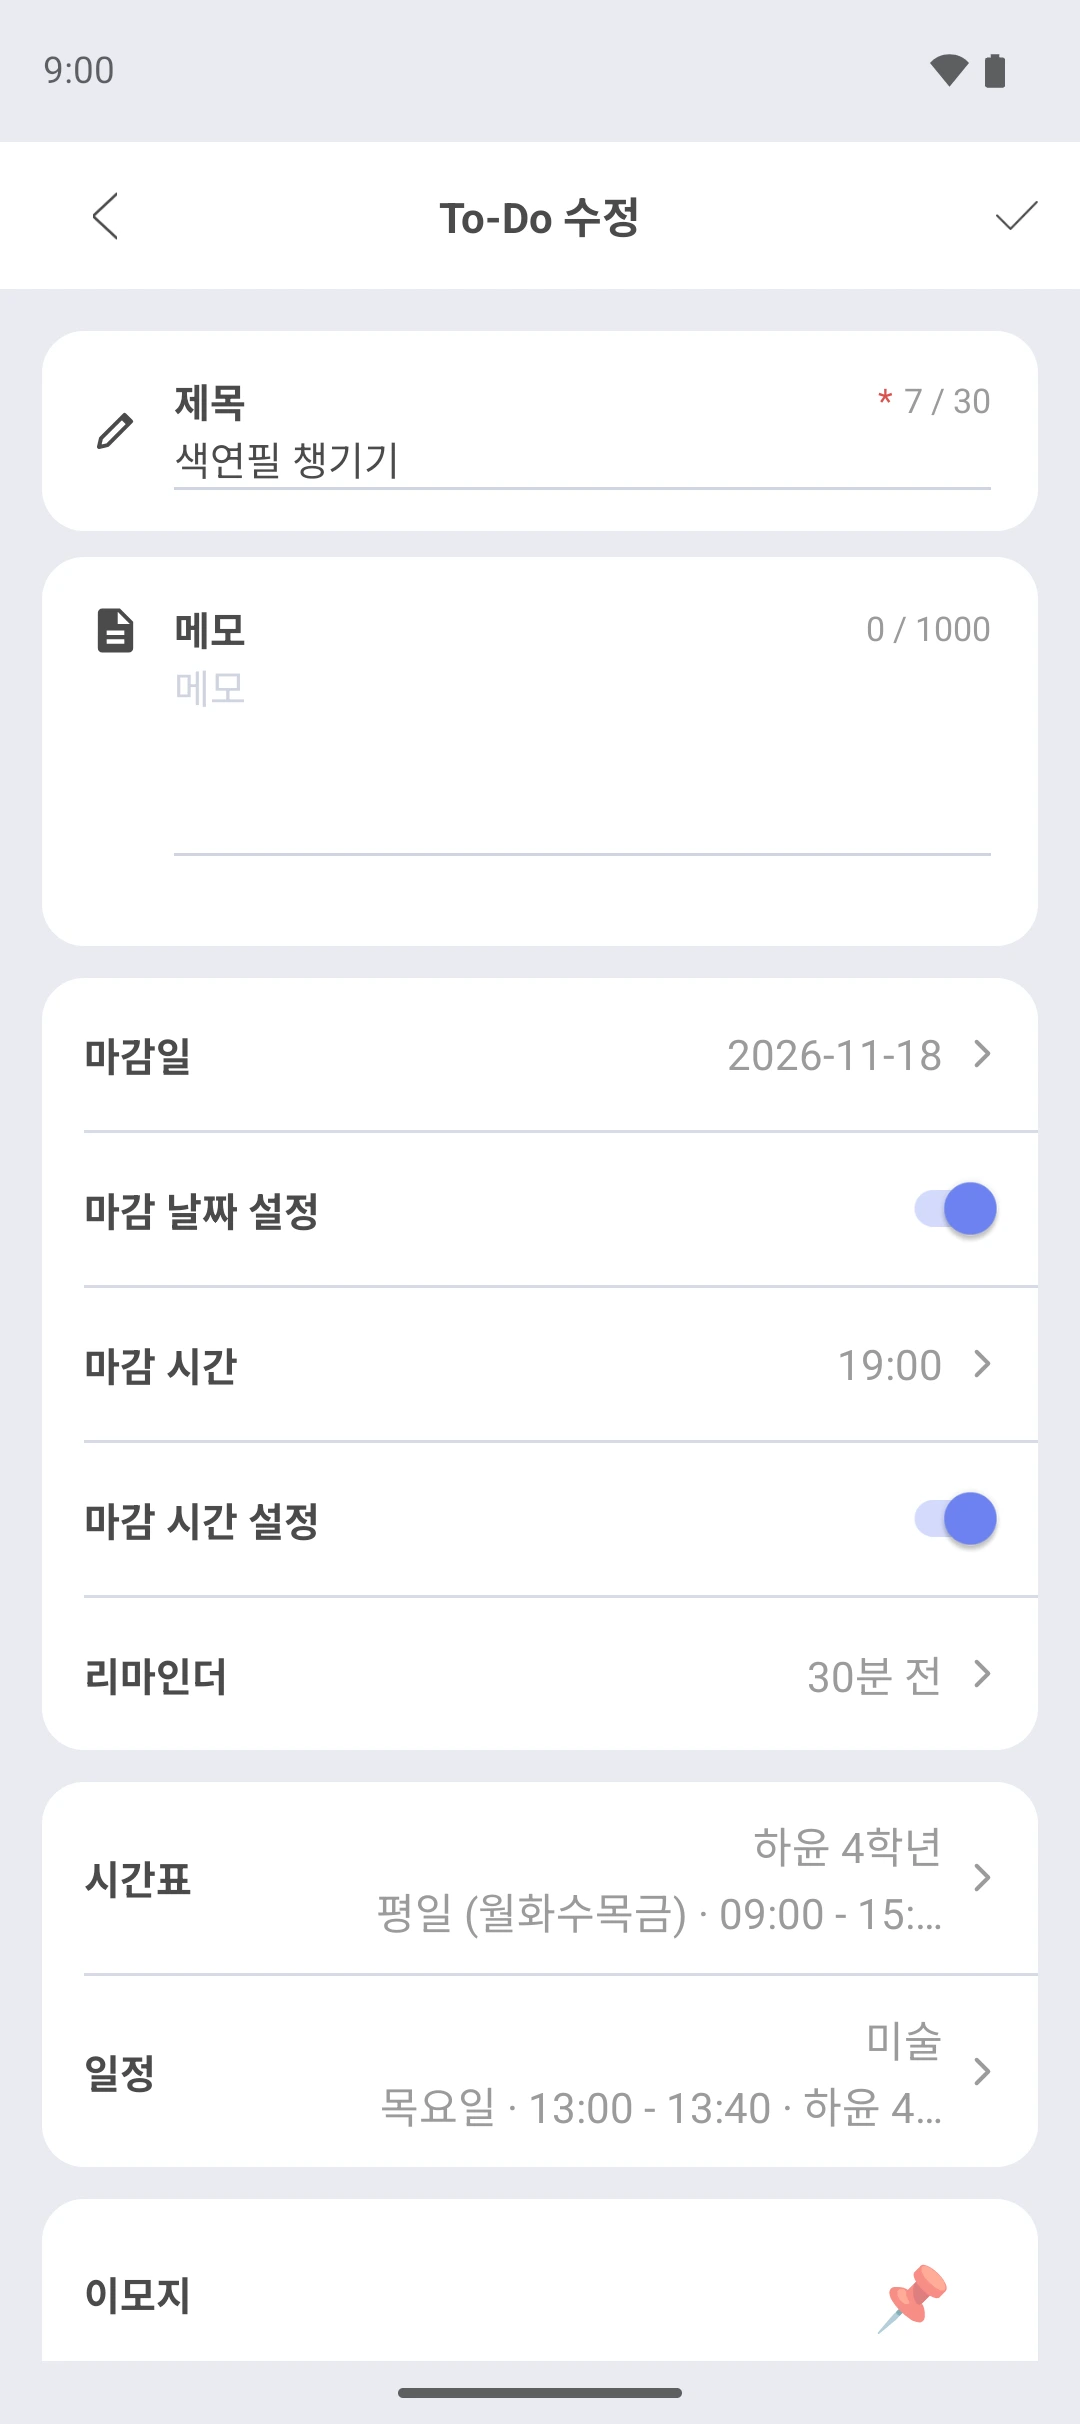 9:00
To-Do 수정
제목
* 7 / 30
색연필 챙기기
메모
0 / 1000
메모
마감일
2026-11-18
마감 날짜 설정
마감 시간
19:00
마감 시간 설정
리마인더
30분 전
시간표
하윤 4학년
평일 (월화수목금) · 09:00 - 15:...
일정
미술
목요일 · 13:00 - 13:40 · 하윤 4...
이모지